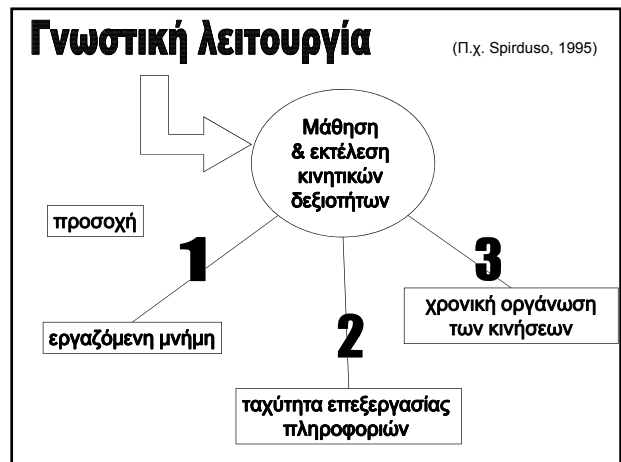 Γνωστική λειτουργία
(Π.χ. Spirduso, 1995)
Μάθηση
& εκτέλεση
κινητικών
δεξιοτήτων
προσοχή
1
εργαζόμενη μνήμη
2
ταχύτητα επεξεργασίας
πληροφοριών
3
χρονική οργάνωση
των κινήσεων